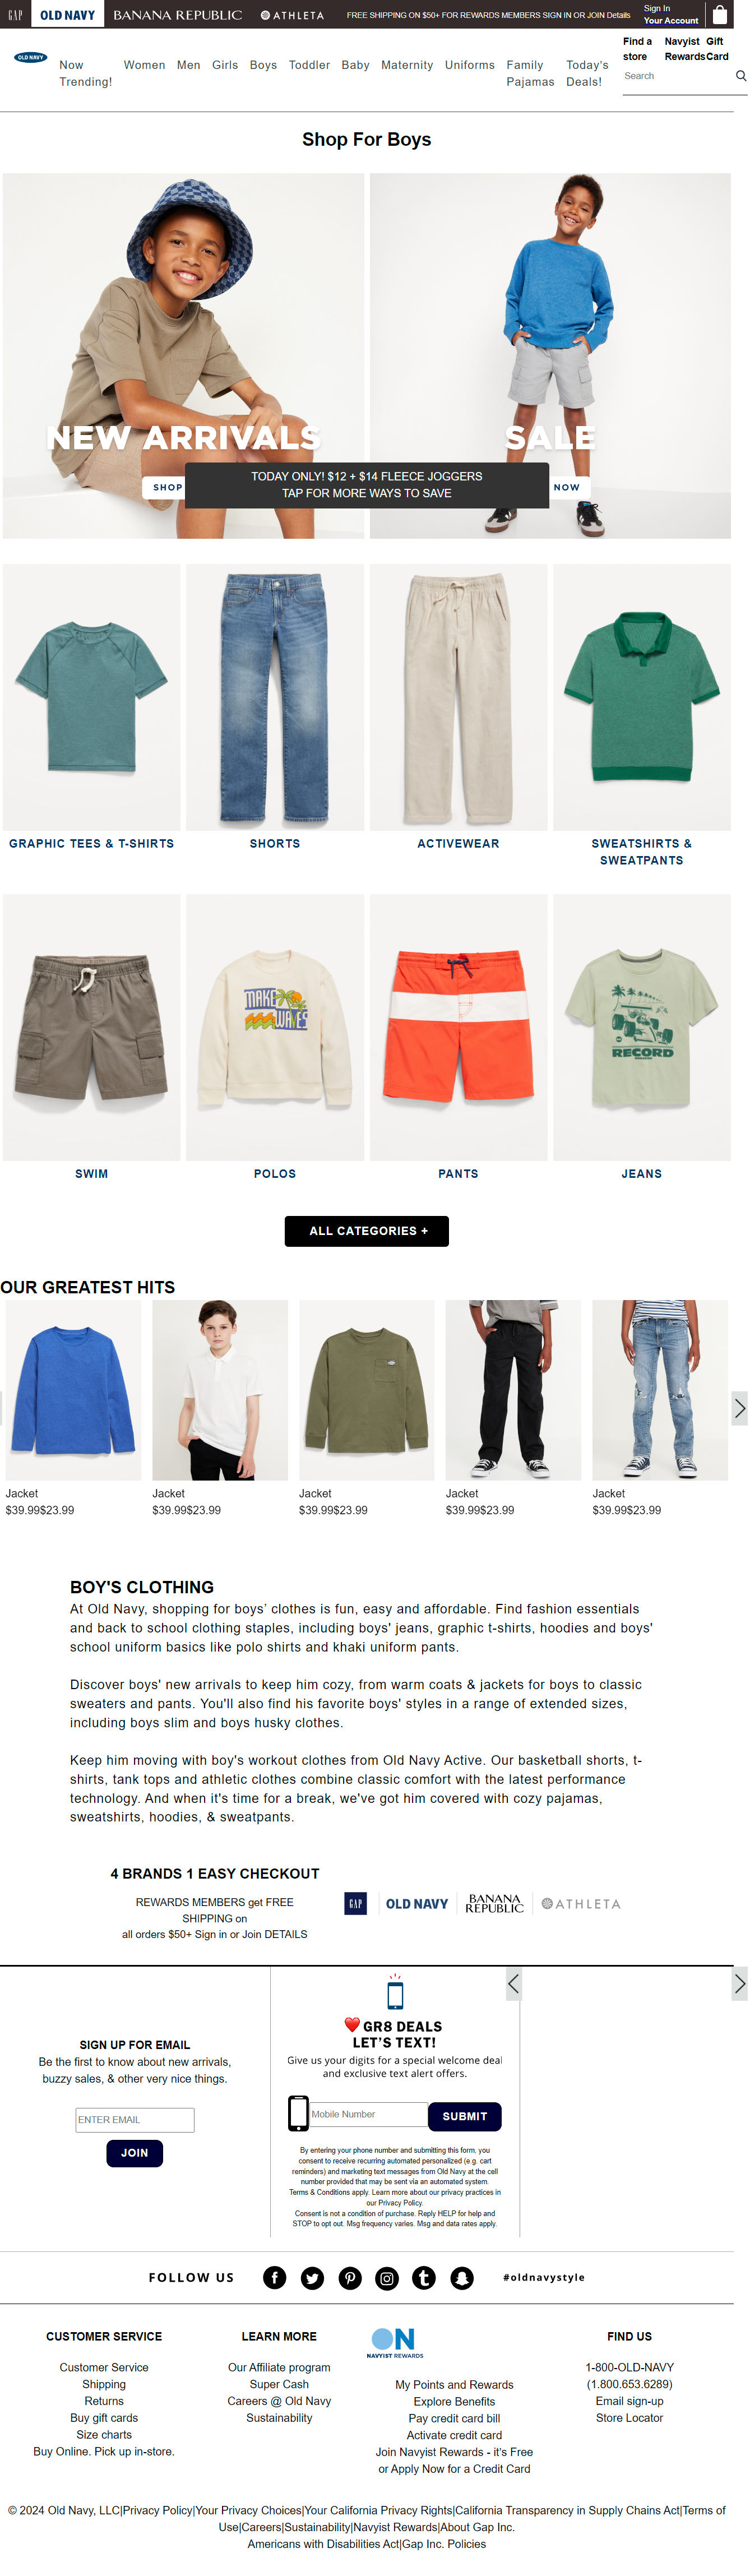 GAP
OLD NAVY
BANANA REPUBLIC
ATHLETA
FREE SHIPPING ON $50+ FOR REWARDS MEMBERS SIGN IN OR JOIN Details
Sign In
Your Account
OLD NAVY
Now
Trending!
Women
Men
Girls
Boys
Toddler
Baby
Maternity
Uniforms
Family
Pajamas
Today's
Deals!
Find a
store
Navyist
Rewards
Gift
Card
Search
Shop For Boys
NEW ARRIVALS
SALE
SHOP
NOW
TODAY ONLY! $12 + $14 FLEECE JOGGERS
TAP FOR MORE WAYS TO SAVE
GRAPHIC TEES & T-SHIRTS
SHORTS
ACTIVEWEAR
SWEATSHIRTS &
SWEATPANTS
MAKE
WAVES
RECORD
SWIM
POLOS
PANTS
JEANS
ALL CATEGORIES +
OUR GREATEST HITS
Jacket
$39.99$23.99
Jacket
$39.99$23.99
Jacket
$39.99$23.99
Jacket
$39.99$23.99
Jacket
$39.99$23.99
BOY'S CLOTHING
At Old Navy, shopping for boys' clothes is fun, easy and affordable. Find fashion essentials
and back to school clothing staples, including boys' jeans, graphic t-shirts, hoodies and boys'
school uniform basics like polo shirts and khaki uniform pants.
Discover boys' new arrivals to keep him cozy, from warm coats & jackets for boys to classic
sweaters and pants. You'll also find his favorite boys' styles in a range of extended sizes,
including boys slim and boys husky clothes.
Keep him moving with boy's workout clothes from Old Navy Active. Our basketball shorts, t-
shirts, tank tops and athletic clothes combine classic comfort with the latest performance
technology. And when it's time for a break, we've got him covered with cozy pajamas,
sweatshirts, hoodies, & sweatpants.
4 BRANDS 1 EASY CHECKOUT
REWARDS MEMBERS get FREE
SHIPPING on
all orders $50+ Sign in or Join DETAILS
GAP
OLD NAVY
BANANA
REPUBLIC
ATHLETA
SIGN UP FOR EMAIL
Be the first to know about new arrivals,
buzzy sales, & other very nice things.
ENTER EMAIL
JOIN
GR8 DEALS
LET'S TEXT!
Give us your digits for a special welcome deal
and exclusive text alert offers.
Mobile Number
SUBMIT
By entering your phone number and submitting this form, you
consent to receive recurring automated personalized (e.g. cart
reminders) and marketing text messages from Old Navy at the cell
number provided that may be sent via an automated system.
Terms & Conditions apply. Learn more about our privacy practices in
our Privacy Policy.
Consent is not a condition of purchase. Reply HELP for help and
STOP to opt out. Msg frequency varies. Msg and data rates apply.
FOLLOW US
#oldnavystyle
CUSTOMER SERVICE
Customer Service
Shipping
Returns
Buy gift cards
Size charts
Buy Online. Pick up in-store.
LEARN MORE
Our Affiliate program
Super Cash
Careers @ Old Navy
Sustainability
ON
NAVYIST REWARDS
My Points and Rewards
Explore Benefits
Pay credit card bill
Activate credit card
Join Navyist Rewards - it's Free
or Apply Now for a Credit Card
FIND US
1-800-OLD-NAVY
(1.800.653.6289)
Email sign-up
Store Locator
© 2024 Old Navy, LLC|Privacy Policy|Your Privacy Choices|Your California Privacy Rights|California Transparency in Supply Chains Act|Terms of
Use|Careers|Sustainability|Navyist Rewards|About Gap Inc.
Americans with Disabilities Act|Gap Inc. Policies